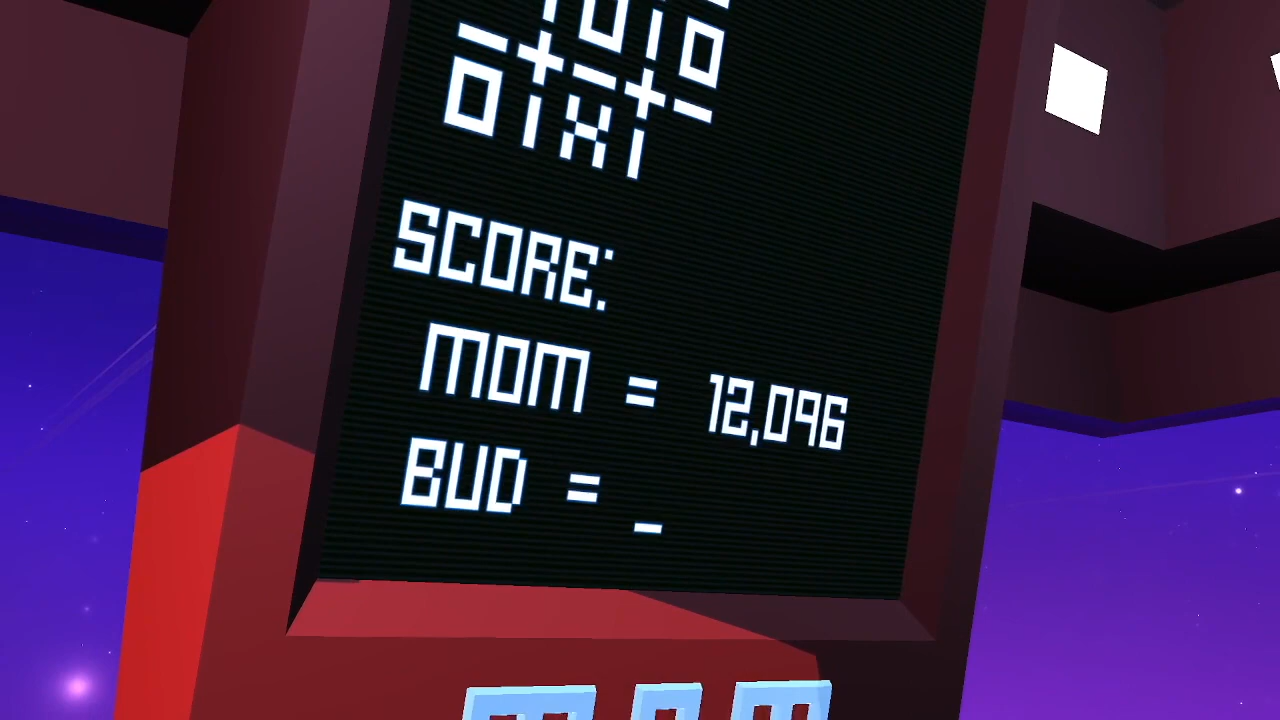 |O|O
-+-+-
O|X|
SCORE:
MOM = 12,096
BUD = _